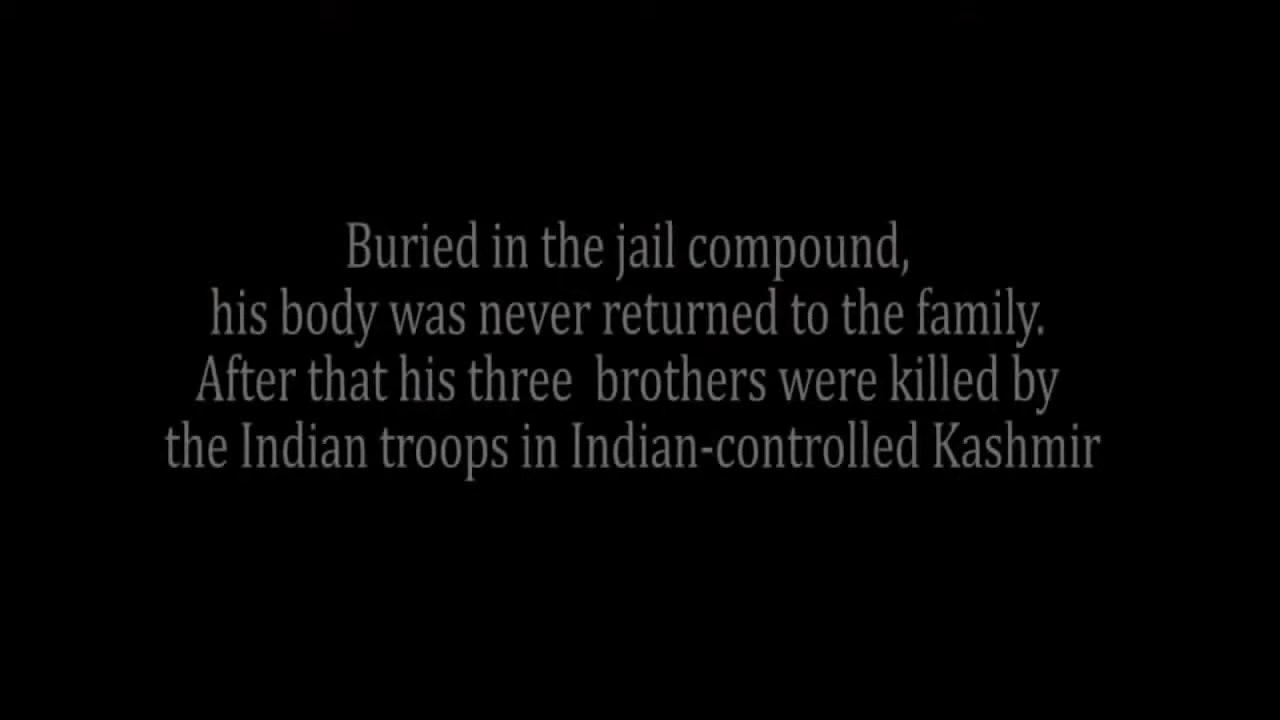 Buried in the jail compound,
his body was never returned to the family.
After that his three  brothers were killed by
the Indian troops in Indian-controlled Kashmir